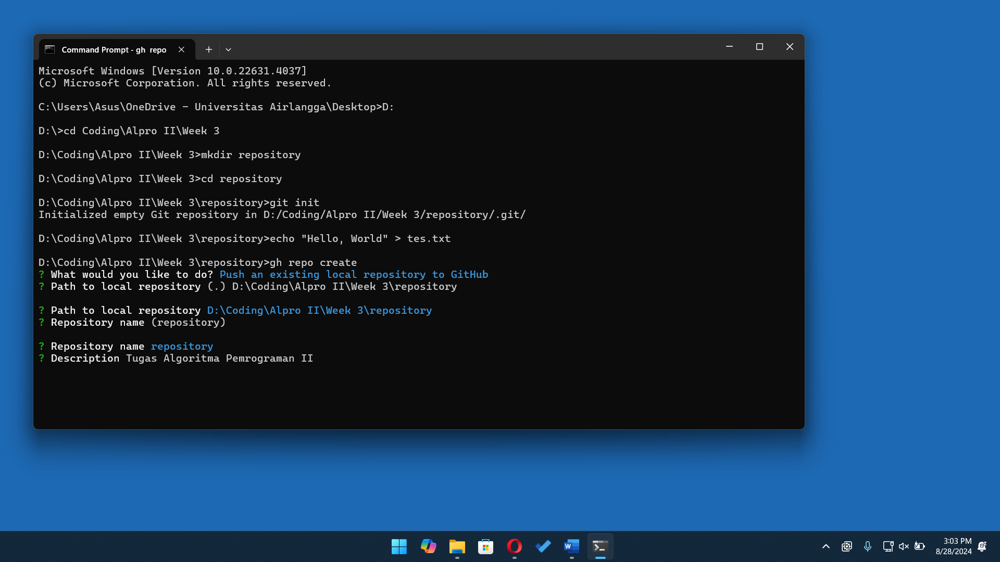 Command Prompt - gh  repo
Microsoft Windows [Version 10.0.22631.4037]
(c) Microsoft Corporation. All rights reserved.
C:\Users\Asus\OneDrive - Universitas Airlangga\Desktop>D:
D:\>cd Coding\Alpro II\Week 3
D:\Coding\Alpro II\Week 3>mkdir repository
D:\Coding\Alpro II\Week 3>cd repository
D:\Coding\Alpro II\Week 3\repository>git init
Initialized empty Git repository in D:/Coding/Alpro II/Week 3/repository/.git/
D:\Coding\Alpro II\Week 3\repository>echo "Hello, World" > tes.txt
D:\Coding\Alpro II\Week 3\repository>gh repo create
? What would you like to do? Push an existing local repository to GitHub
? Path to local repository (.) D:\Coding\Alpro II\Week 3\repository
? Path to local repository D:\Coding\Alpro II\Week 3\repository
? Repository name (repository)
? Repository name repository
? Description Tugas Algoritma Pemrograman II
3:03 PM
8/28/2024